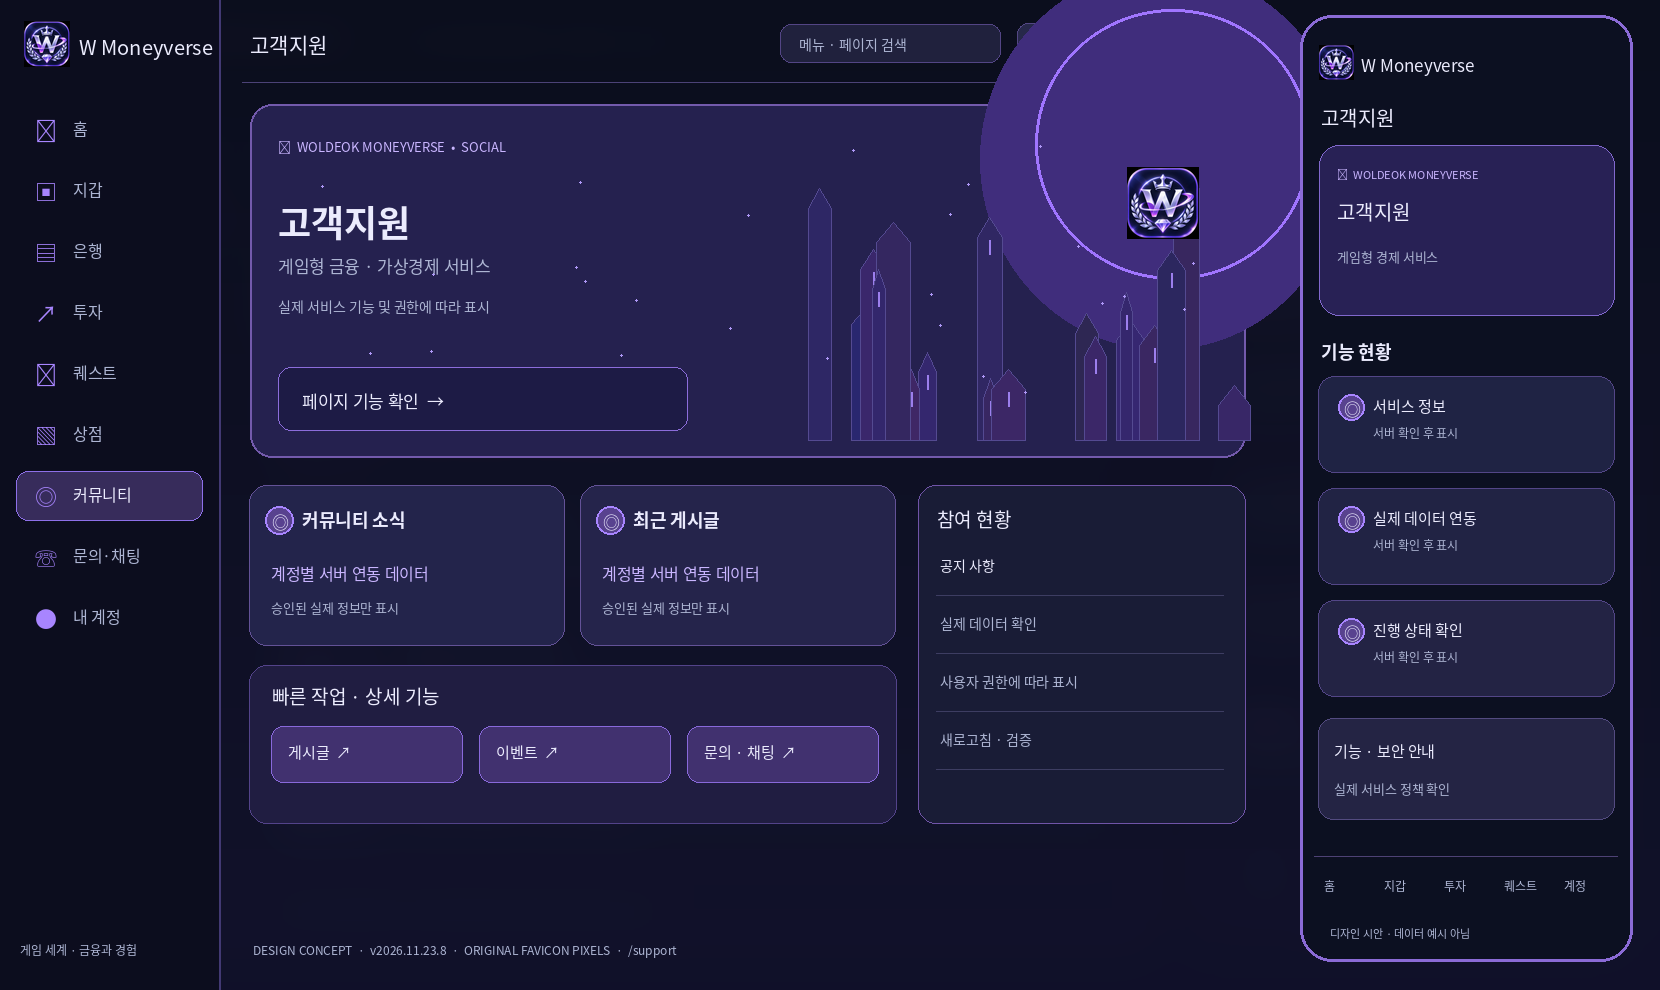 W Moneyverse
홈
지갑
은행
투자
퀘스트
상점
커뮤니티
문의·채팅
내 계정
게임 세계 · 금융과 경험
고객지원
메뉴 · 페이지 검색
WOLDEOK MONEYVERSE • SOCIAL
고객지원
게임형 금융 · 가상경제 서비스
실제 서비스 기능 및 권한에 따라 표시
페이지 기능 확인 →
W
커뮤니티 소식
계정별 서버 연동 데이터
승인된 실제 정보만 표시
최근 게시글
계정별 서버 연동 데이터
승인된 실제 정보만 표시
참여 현황
공지 사항
실제 데이터 확인
사용자 권한에 따라 표시
새로고침 · 검증
빠른 작업 · 상세 기능
게시글 ↗
이벤트 ↗
문의 · 채팅 ↗
DESIGN CONCEPT · v2026.11.23.8 · ORIGINAL FAVICON PIXELS · /support
W Moneyverse
고객지원
WOLDEOK MONEYVERSE
고객지원
게임형 경제 서비스
기능 현황
서비스 정보
서버 확인 후 표시
실제 데이터 연동
서버 확인 후 표시
진행 상태 확인
서버 확인 후 표시
기능 · 보안 안내
실제 서비스 정책 확인
홈 지갑 투자 퀘스트 계정
디자인 시안 · 데이터 예시 아님